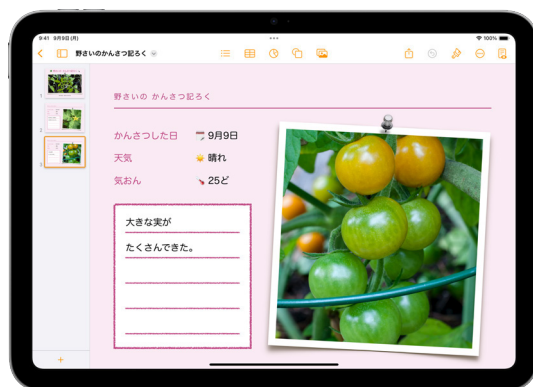 9:41 9月9日(月)
100%
野さいのかんさつ記ろく
野さいの かんさつ記ろく
かんさつした日 9月9日
天気 晴れ
気おん 25ど
大きな実が
たくさんできた。
1
2
3